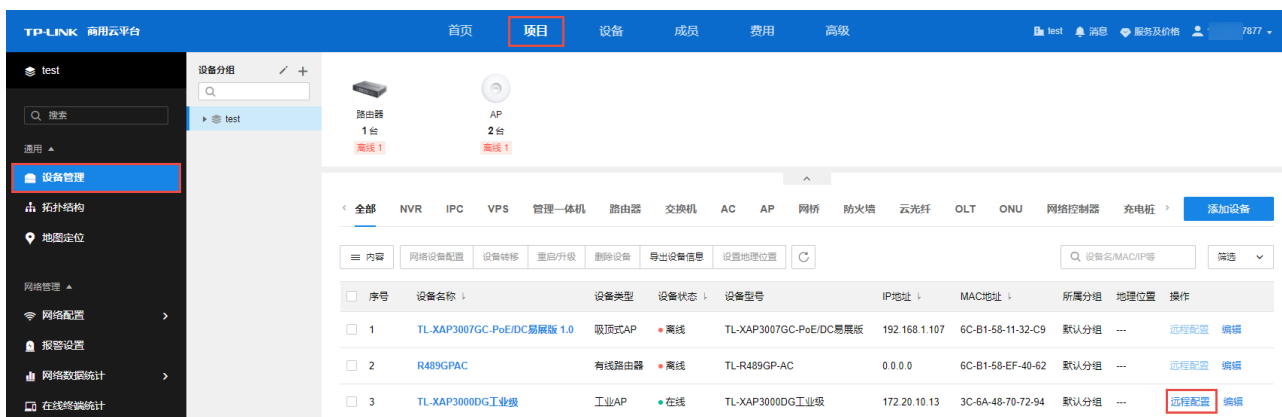 TP-LINK 商用云平台 首页 项目 设备 成员 费用 高级 test 消息 服务及价格 7877
test
搜索
通用
设备管理
拓扑结构
地图定位
网络管理
网络配置
报警设置
网络数据统计
在线终端统计
设备分组
test
路由器
1台
离线 1
AP
2台
离线 1
全部 NVR IPC VPS 管理一体机 路由器 交换机 AC AP 网桥 防火墙 云光纤 OLT ONU 网络控制器 充电桩 添加设备
内容 网络设备配置 设备转移 重启/升级 删除设备 导出设备信息 设置地理位置 设备名/MAC/IP等 筛选
序号 设备名称 设备类型 设备状态 设备型号 IP地址 MAC地址 所属分组 地理位置 操作
1 TL-XAP3007GC-PoE/DC易展版 1.0 吸顶式AP 离线 TL-XAP3007GC-PoE/DC易展版 192.168.1.107 6C-B1-58-11-32-C9 默认分组 --- 远程配置 编辑
2 R489GPAC 有线路由器 离线 TL-R489GP-AC 0.0.0.0 6C-B1-58-EF-40-62 默认分组 --- 远程配置 编辑
3 TL-XAP3000DG工业级 工业AP 在线 TL-XAP3000DG工业级 172.20.10.13 3C-6A-48-70-72-94 默认分组 --- 远程配置 编辑